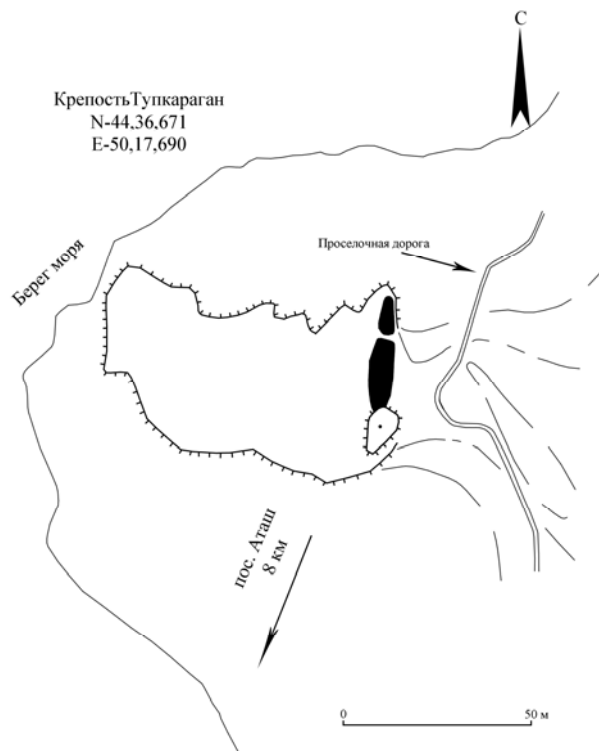 С
КрепостьТупкараган
N-44,36,671
E-50,17,690
Проселочная дорога
Берег моря
пос. Аташ
8 км
0 50 м